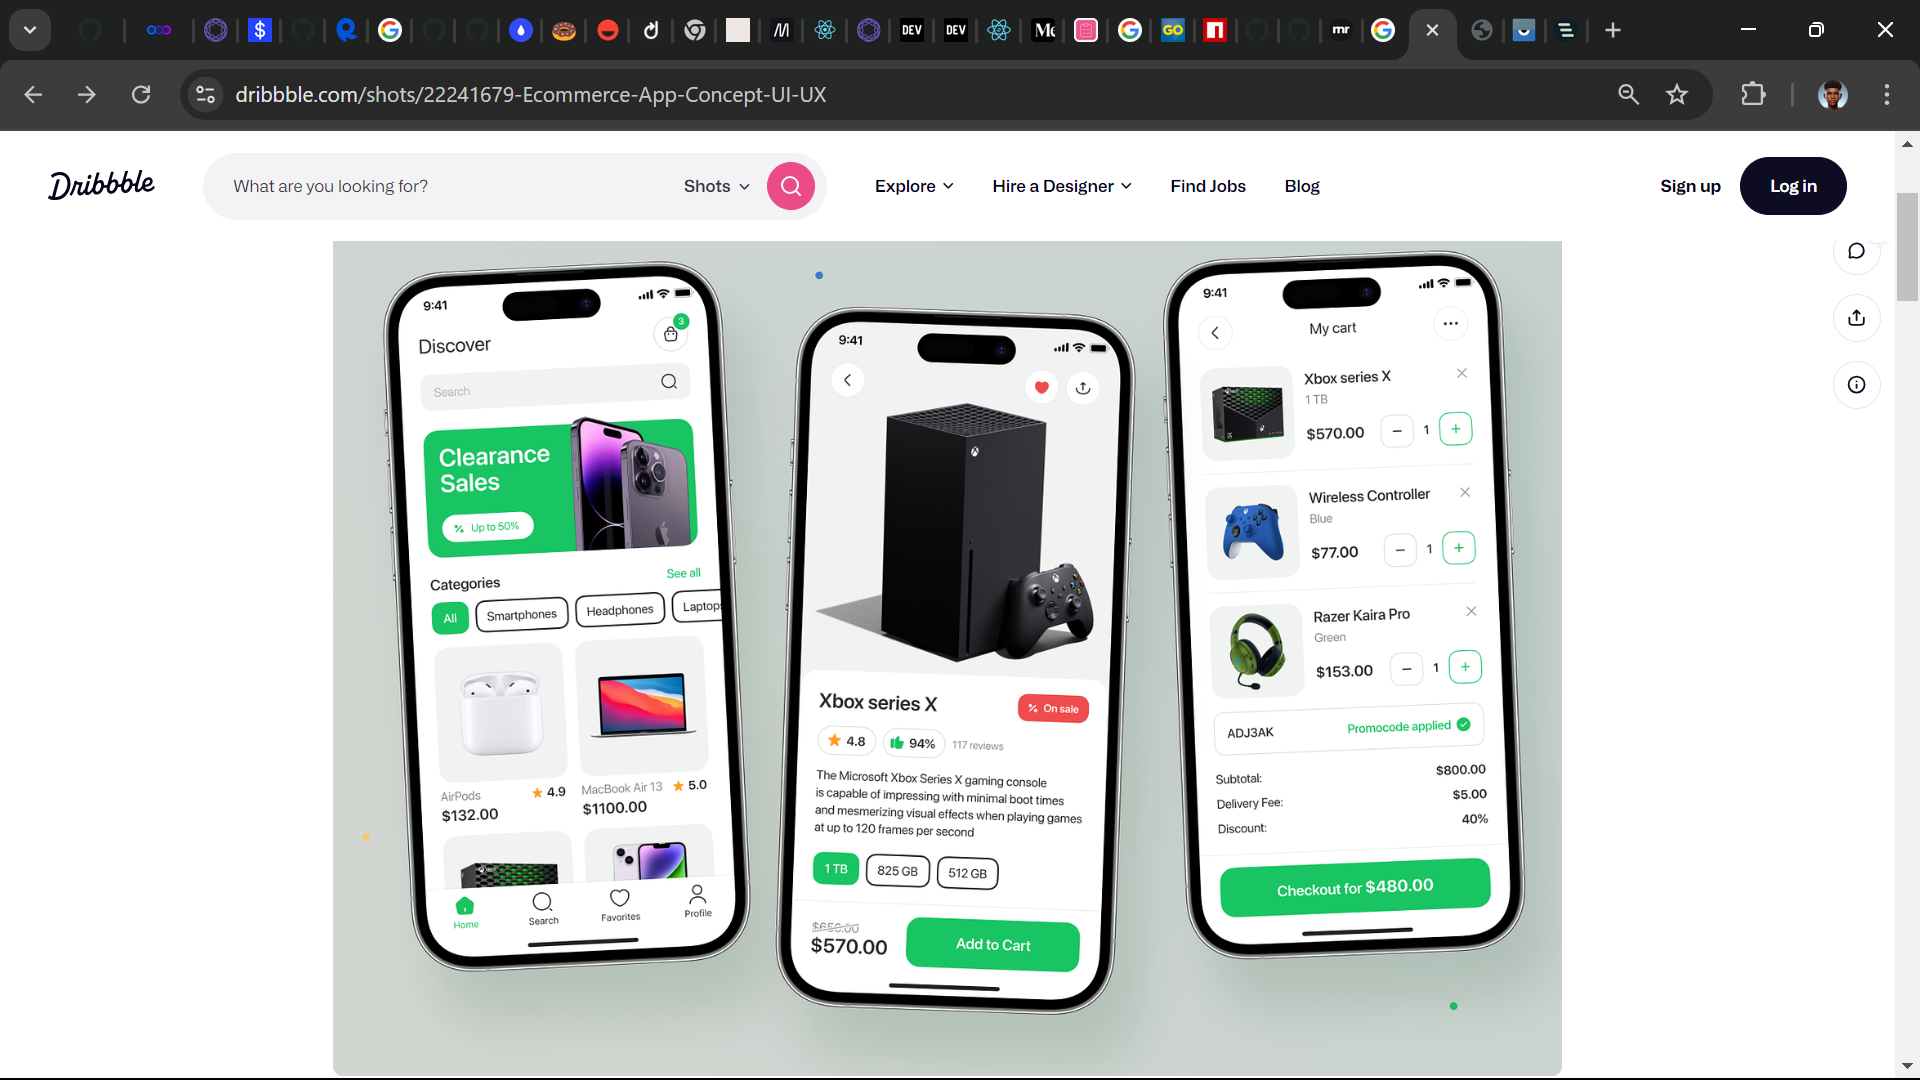 $
DEV
DEV
GO
mr
dribbble.com/shots/22241679-Ecommerce-App-Concept-UI-UX
Dribbble
What are you looking for?
Shots
Explore
Hire a Designer
Find Jobs
Blog
Sign up
Log in
9:41
3
Discover
Search
Clearance
Sales
% Up to 50%
Categories
See all
All
Smartphones
Headphones
Laptop
AirPods
4.9
$132.00
MacBook Air 13
5.0
$1100.00
Home
Search
Favorites
Profile
9:41
Xbox series X
% On sale
4.8
94%
117 reviews
The Microsoft Xbox Series X gaming console
is capable of impressing with minimal boot times
and mesmerizing visual effects when playing games
at up to 120 frames per second
1 TB
825 GB
512 GB
$650.00
$570.00
Add to Cart
9:41
My cart
Xbox series X
1 TB
$570.00
1
Wireless Controller
Blue
$77.00
1
Razer Kaira Pro
Green
$153.00
1
ADJ3AK
Promocode applied
Subtotal:
$800.00
Delivery Fee:
$5.00
Discount:
40%
Checkout for $480.00